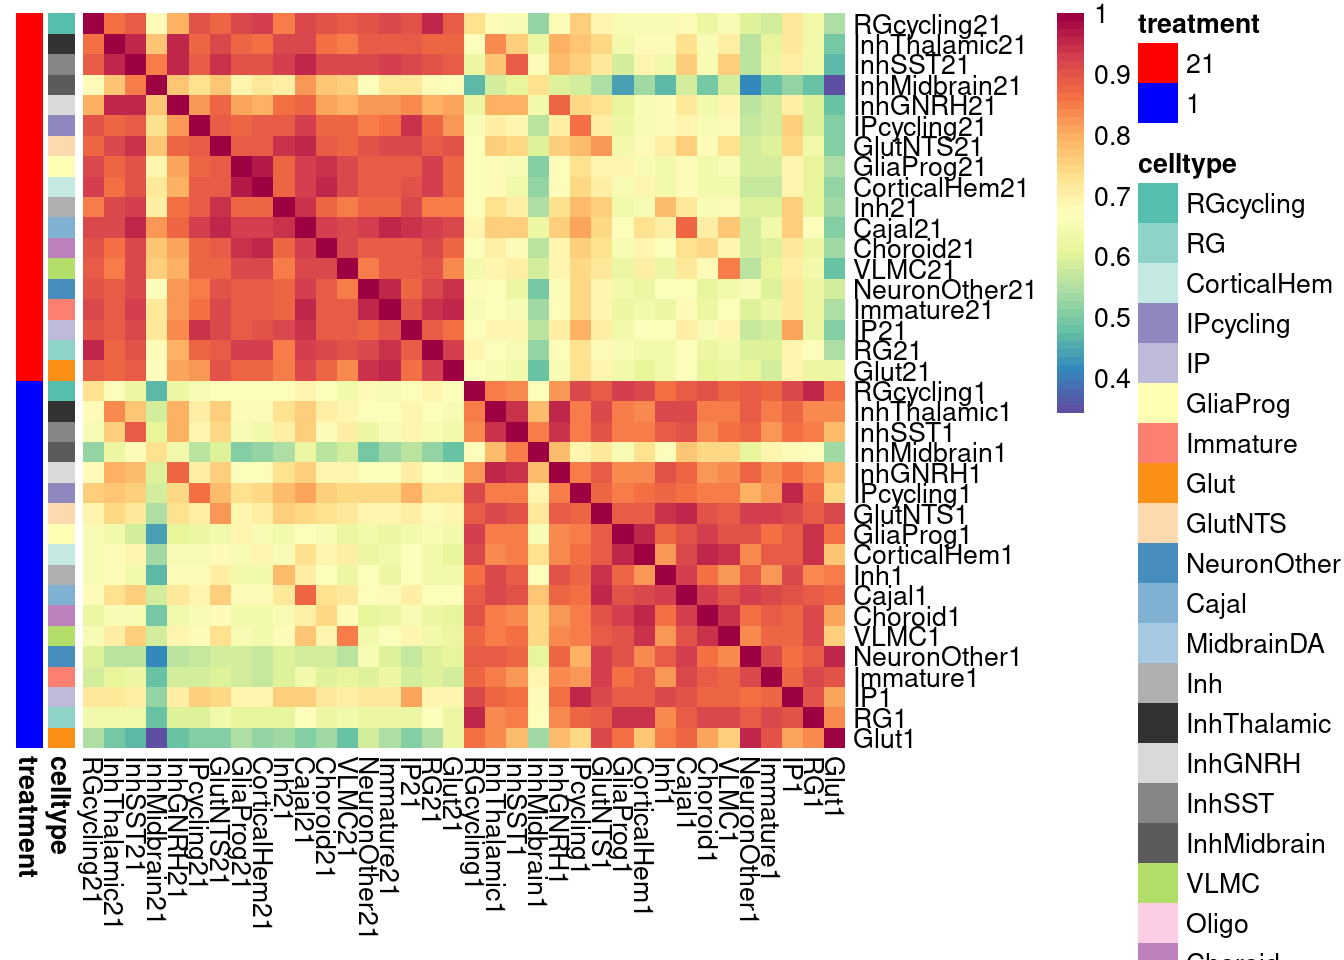 RGcycling21
InhThalamic21
InhSST21
InhMidbrain21
InhGNRH21
IPcycling21
GlutNTS21
GliaProg21
CorticalHem21
Inh21
Cajal21
Choroid21
VLMC21
NeuronOther21
Immature21
IP21
RG21
Glut21
RGcycling1
InhThalamic1
InhSST1
InhMidbrain1
InhGNRH1
IPcycling1
GlutNTS1
GliaProg1
CorticalHem1
Inh1
Cajal1
Choroid1
VLMC1
NeuronOther1
Immature1
IP1
RG1
Glut1
treatment
celltype
RGcycling21
InhThalamic21
InhSST21
InhMidbrain21
InhGNRH21
IPcycling21
GlutNTS21
GliaProg21
CorticalHem21
Inh21
Cajal21
Choroid21
VLMC21
NeuronOther21
Immature21
IP21
RG21
Glut21
RGcycling1
InhThalamic1
InhSST1
InhMidbrain1
InhGNRH1
IPcycling1
GlutNTS1
GliaProg1
CorticalHem1
Inh1
Cajal1
Choroid1
VLMC1
NeuronOther1
Immature1
IP1
RG1
Glut1
1
0.9
0.8
0.7
0.6
0.5
0.4
treatment
21
1
celltype
RGcycling
RG
CorticalHem
IPcycling
IP
GliaProg
Immature
Glut
GlutNTS
NeuronOther
Cajal
MidbrainDA
Inh
InhThalamic
InhGNRH
InhSST
InhMidbrain
VLMC
Oligo
Choroid